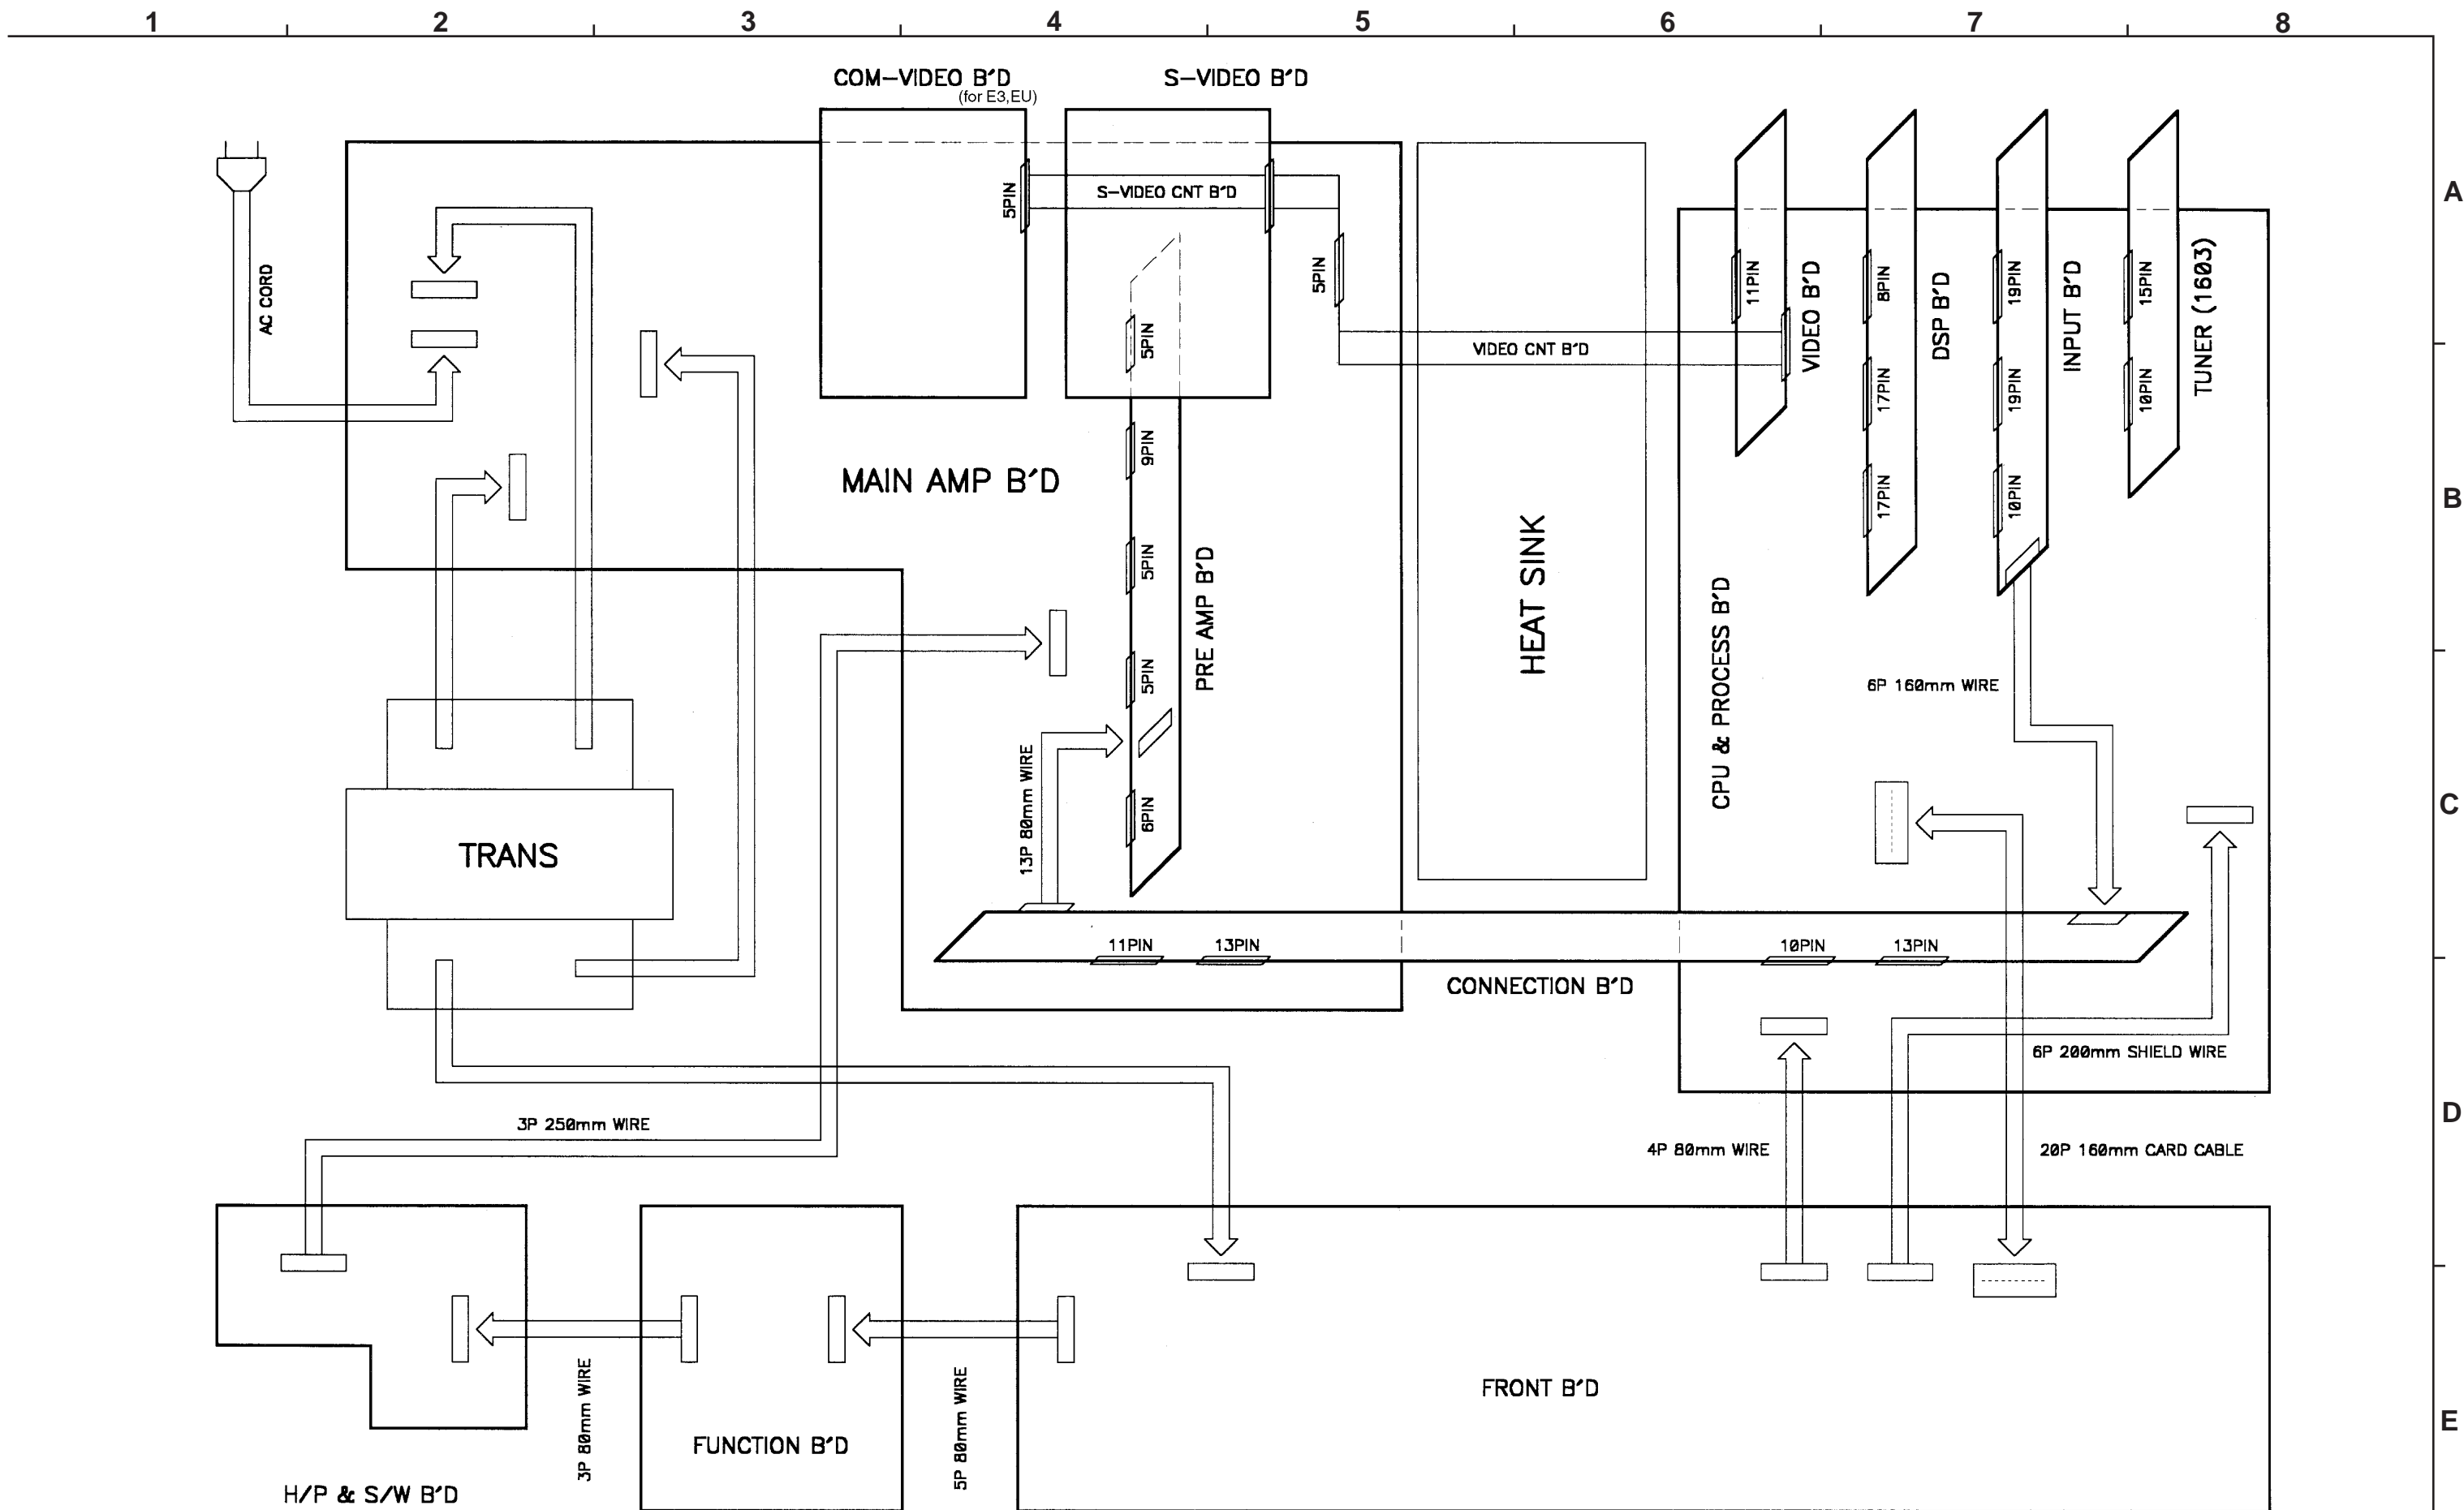 1 2 3 4 5 6 7 8
COM-VIDEO B'D
(for E3,EU)
S-VIDEO B'D
A
5PIN
S-VIDEO CNT B'D
AC CORD
5PIN
11PIN
VIDEO B'D
8PIN
DSP B'D
19PIN
INPUT B'D
15PIN
TUNER (1603)
5PIN
VIDEO CNT B'D
17PIN
19PIN
10PIN
9PIN
MAIN AMP B'D
17PIN
10PIN
B
5PIN
PRE AMP B'D
HEAT SINK
CPU & PROCESS B'D
5PIN
6P 160mm WIRE
13P 80mm WIRE
6PIN
C
TRANS
11PIN
13PIN
10PIN
13PIN
CONNECTION B'D
6P 200mm SHIELD WIRE
D
3P 250mm WIRE
4P 80mm WIRE
20P 160mm CARD CABLE
3P 80mm WIRE
5P 80mm WIRE
FRONT B'D
E
FUNCTION B'D
H/P & S/W B'D